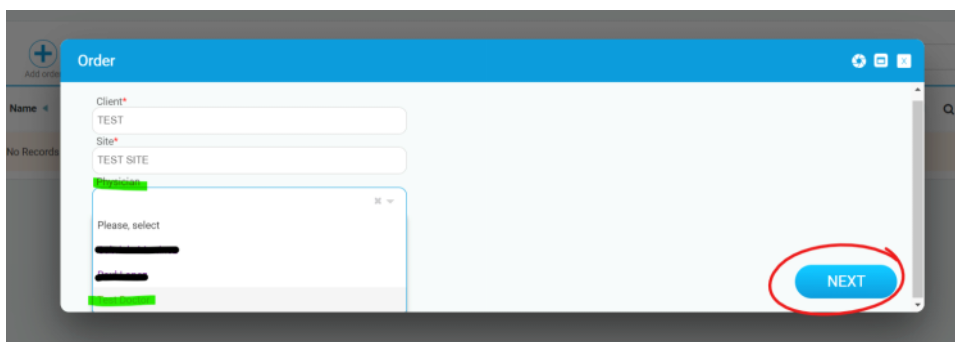 Add order
Order
Name
Client*
TEST
Site*
No Records
TEST SITE
Physician
Please, select
Test Doctor
NEXT